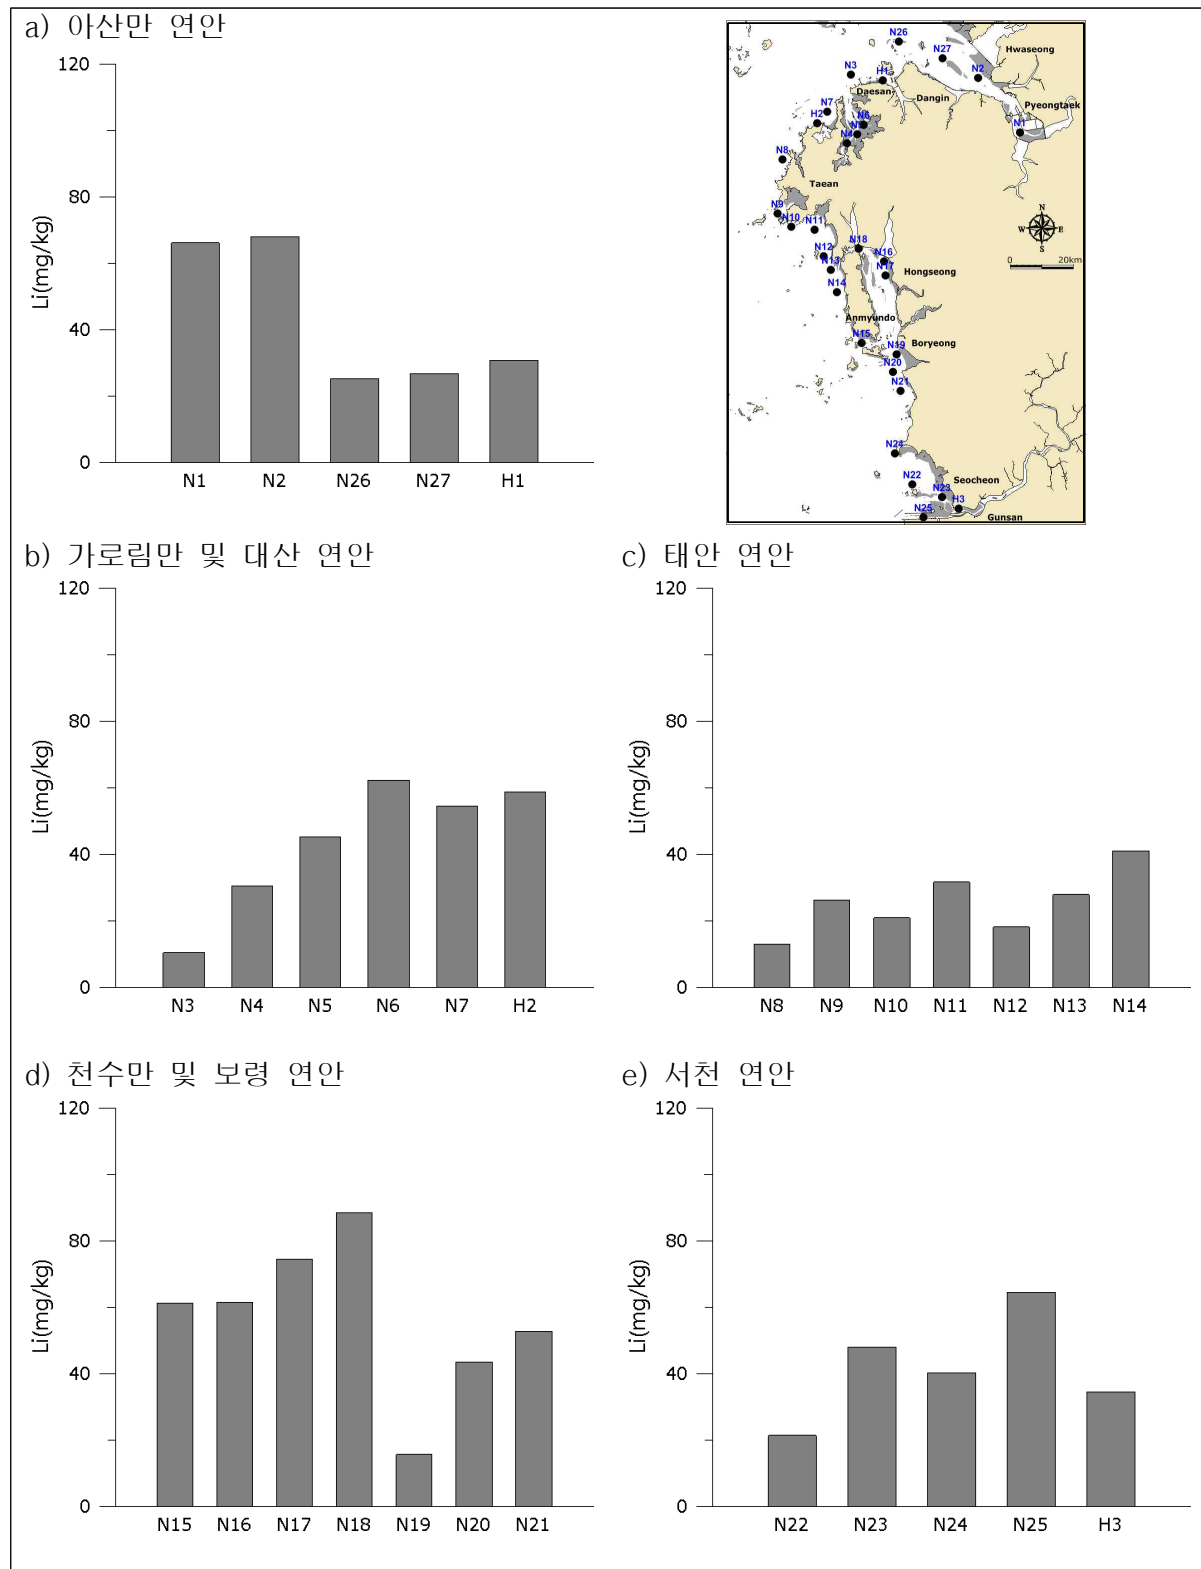 a) 아산만 연안
120
80
40
0
Li(mg/kg)
N1 N2 N26 N27 H1
N26
N27
Hwaseong
N2
N3
H1
Daesan
Dangin
Pyeongtaek
N7
H2
N6
N1
N4
N8
Taean
N9
N10
N11
N
W E
S
N18
N12
N16
N13
N17
Hongseong
0 20km
N14
Anmyundo
N15
Boryeong
N19
N20
N21
N24
N22
Seocheon
N23
H3
N25
Gunsan
b) 가로림만 및 대산 연안
120
80
40
0
Li(mg/kg)
N3 N4 N5 N6 N7 H2
c) 태안 연안
120
80
40
0
Li(mg/kg)
N8 N9 N10 N11 N12 N13 N14
d) 천수만 및 보령 연안
120
80
40
0
Li(mg/kg)
N15 N16 N17 N18 N19 N20 N21
e) 서천 연안
120
80
40
0
Li(mg/kg)
N22 N23 N24 N25 H3